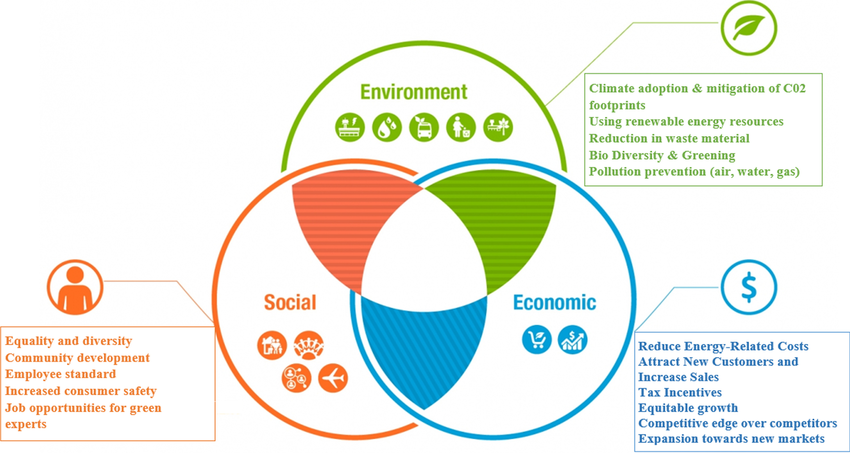 Environment
Climate adoption & mitigation of C02
footprints
Using renewable energy resources
Reduction in waste material
Bio Diversity & Greening
Pollution prevention (air, water, gas)
Social
Equality and diversity
Community development
Employee standard
Increased consumer safety
Job opportunities for green
experts
Economic
$
Reduce Energy-Related Costs
Attract New Customers and
Increase Sales
Tax Incentives
Equitable growth
Competitive edge over competitors
Expansion towards new markets